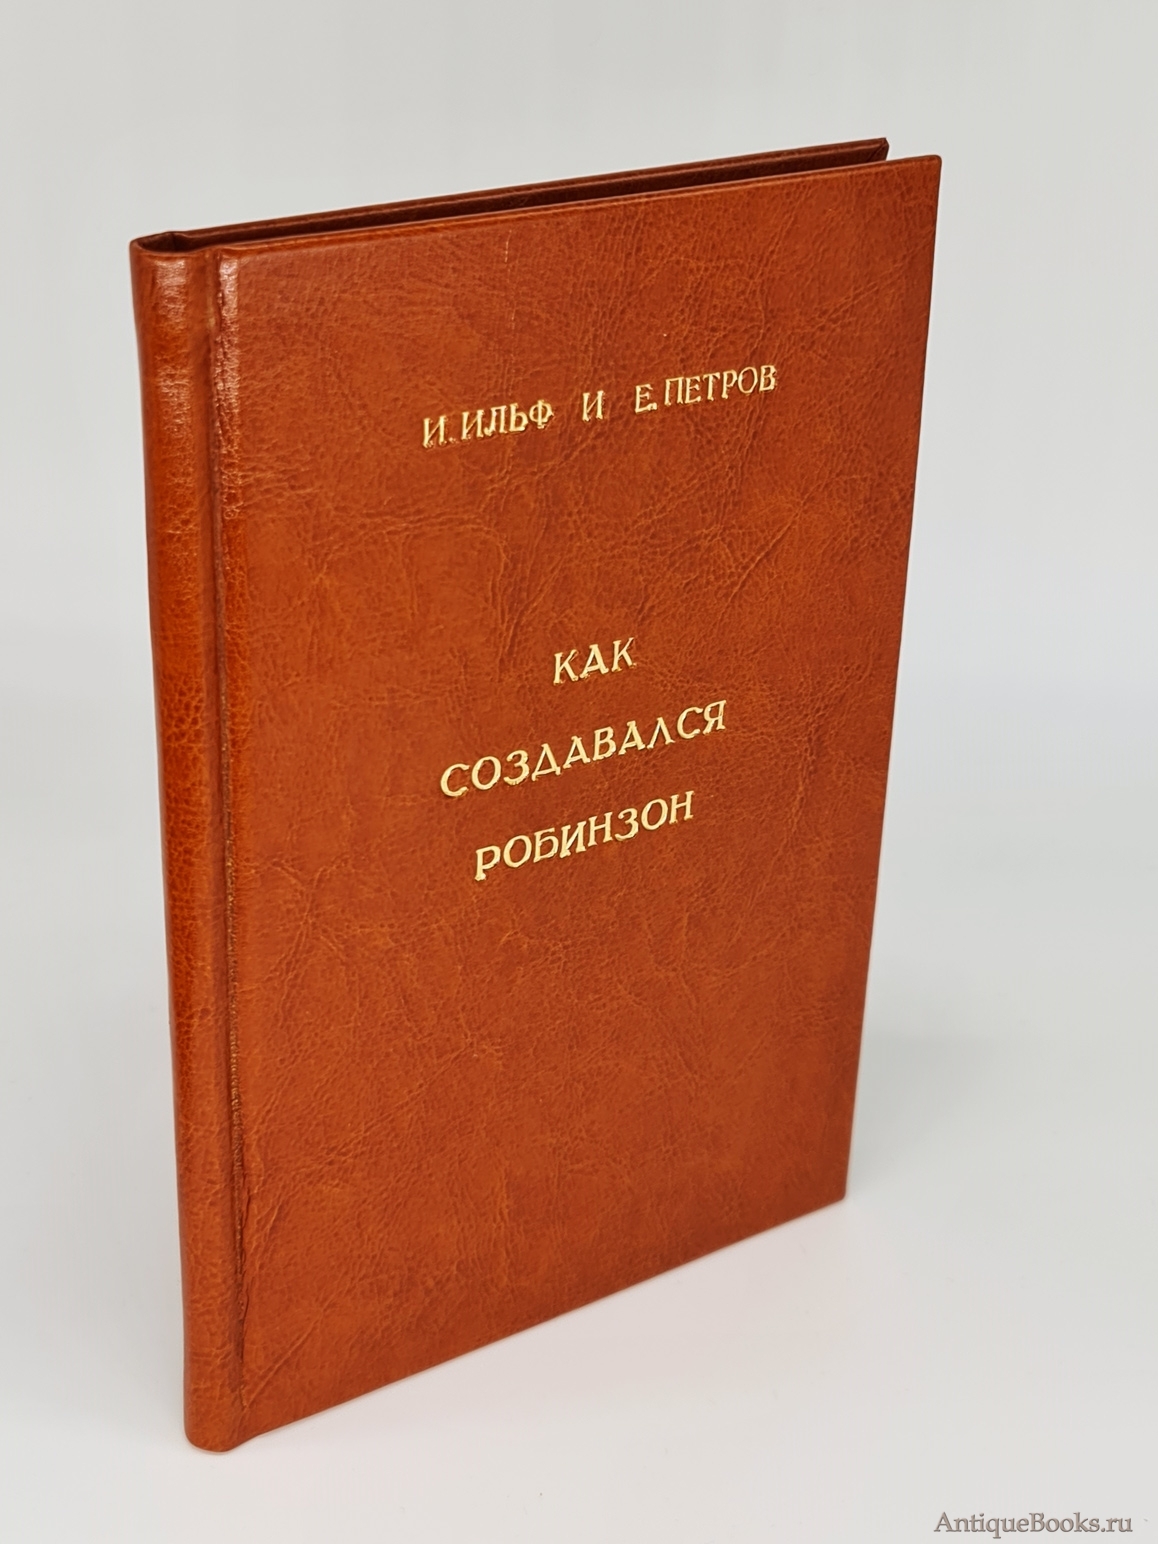 И. ИЛЬФ И Е. ПЕТРОВ
КАК
СОЗДАВАЛСЯ
РОБИНЗОН
AntiqueBooks.ru